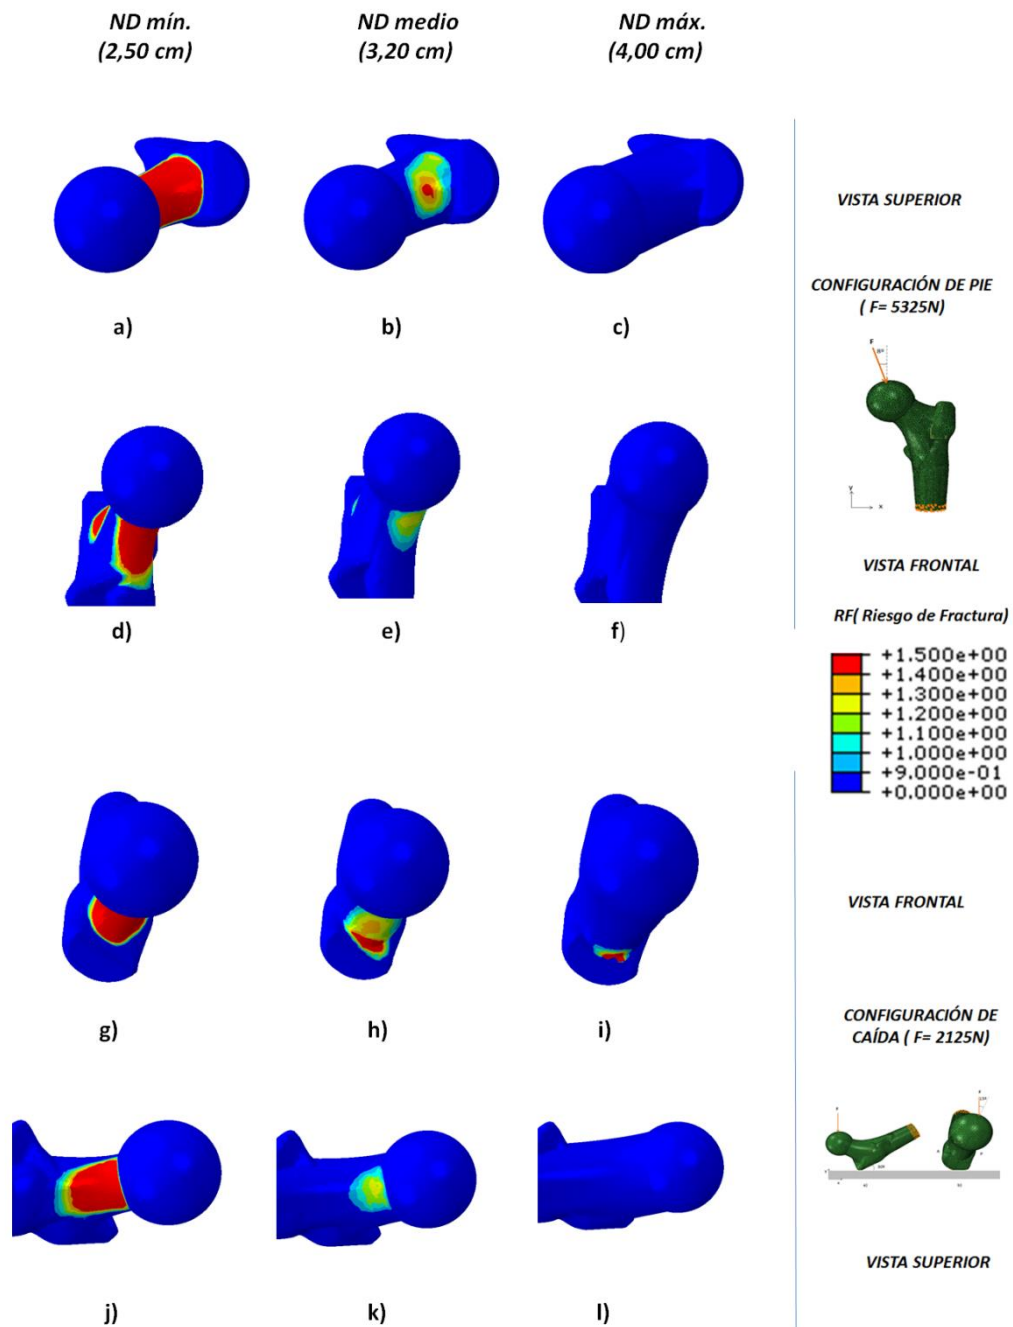 ND mín.
(2,50 cm)
ND medio
(3,20 cm)
ND máx.
(4,00 cm)
VISTA SUPERIOR
CONFIGURACIÓN DE PIE
( F= 5325N)
a)
b)
c)
F
8º
Y
X
VISTA FRONTAL
RF( Riesgo de Fractura)
d)
e)
f)
+1.500e+00
+1.400e+00
+1.300e+00
+1.200e+00
+1.100e+00
+1.000e+00
+9.000e-01
+0.000e+00
VISTA FRONTAL
g)
h)
i)
CONFIGURACIÓN DE
CAÍDA ( F= 2125N)
VISTA SUPERIOR
j)
k)
l)